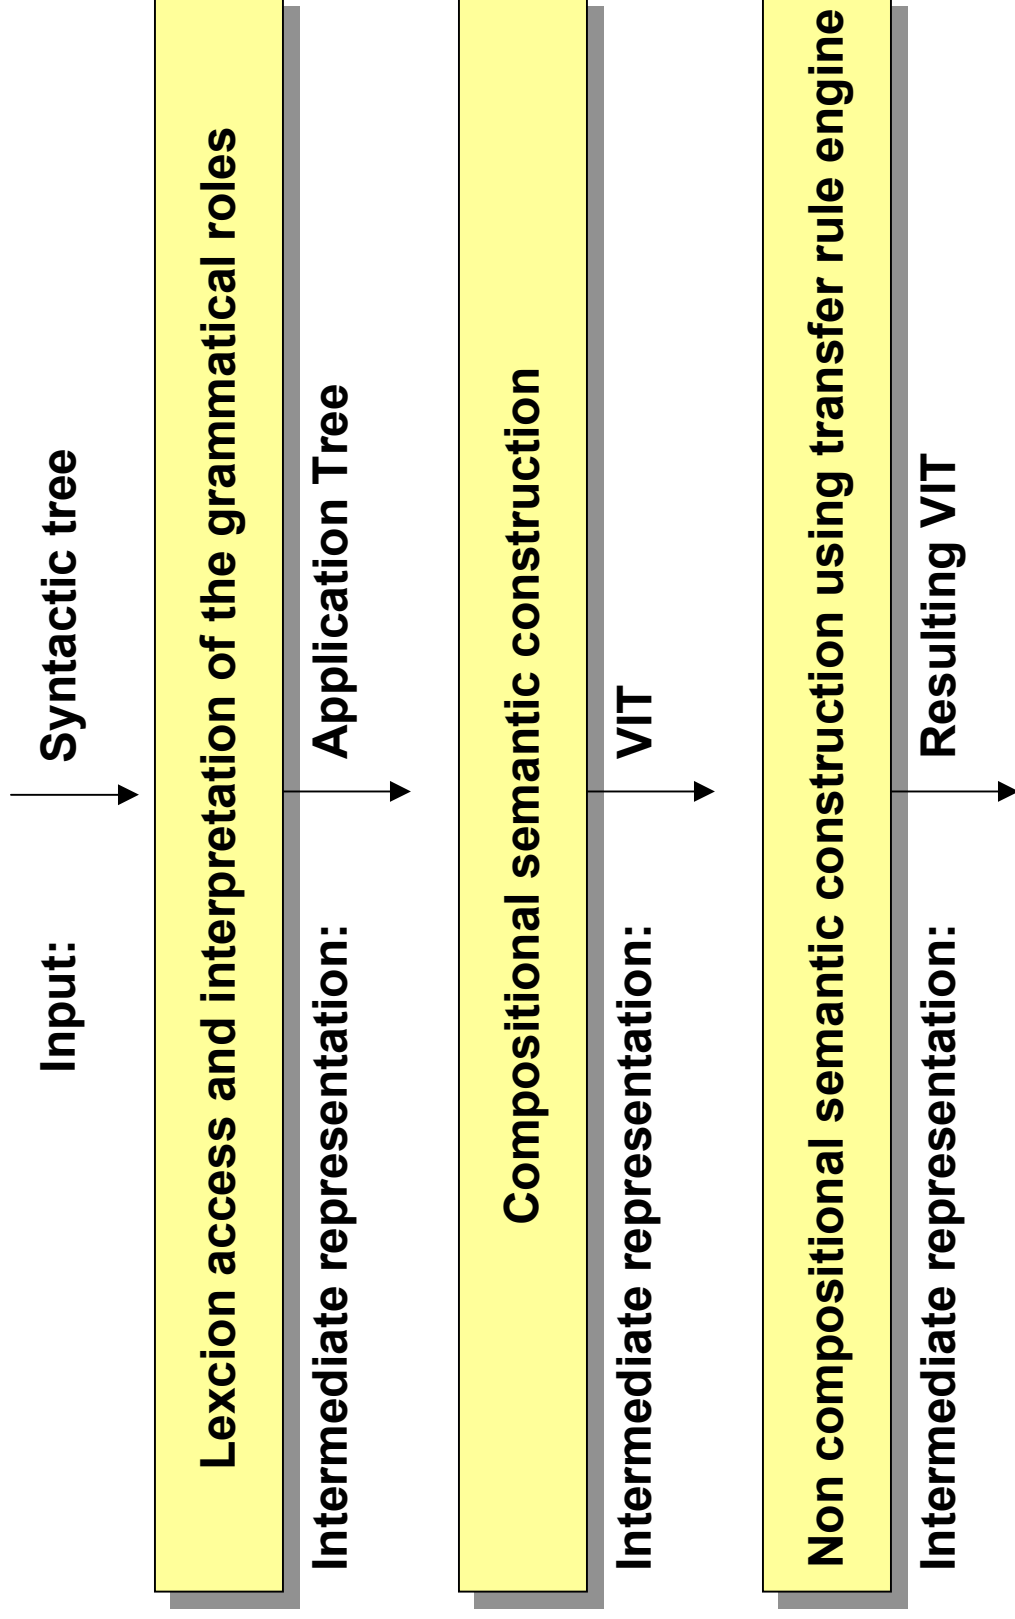 Input: Syntactic tree
Lexcion access and interpretation of the grammatical roles
Intermediate representation: Application Tree
Compositional semantic construction
Intermediate representation: VIT
Non compositional semantic construction using transfer rule engine
Intermediate representation: Resulting VIT